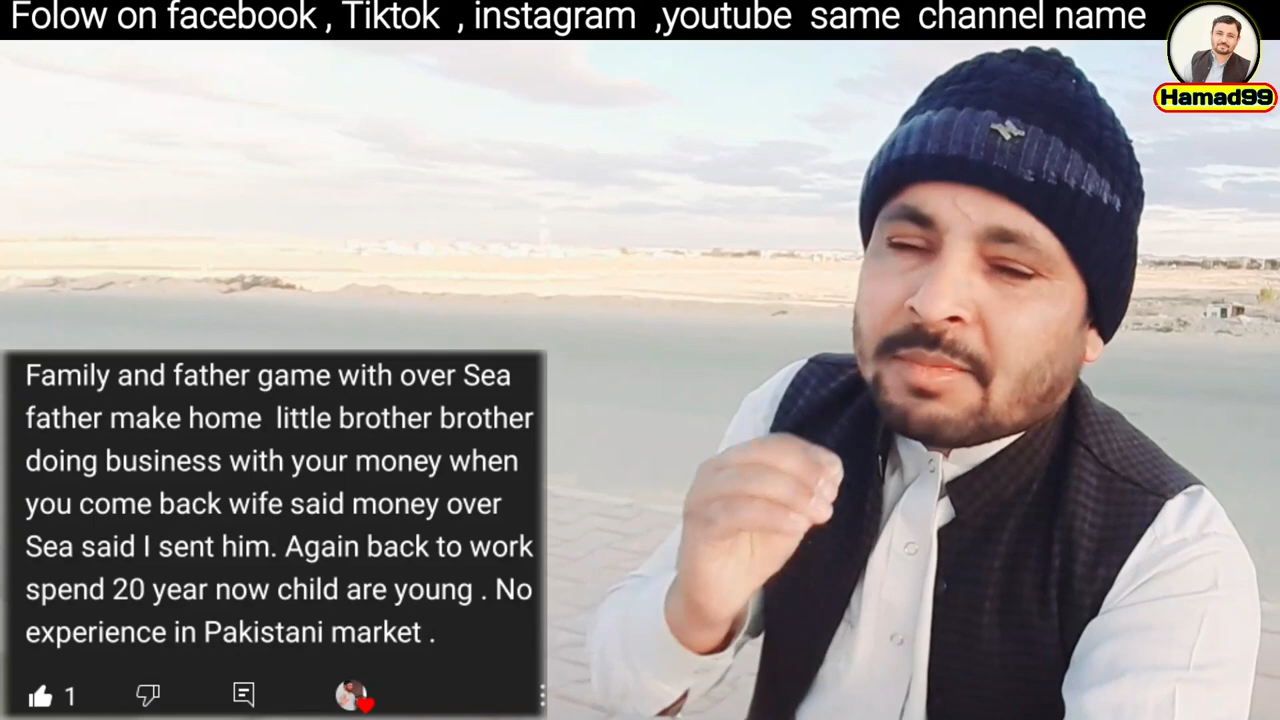 Folow on facebook , Tiktok , instagram ,youtube same channel name
Hamad99
Family and father game with over Sea
father make home little brother brother
doing business with your money when
you come back wife said money over
Sea said I sent him. Again back to work
spend 20 year now child are young . No
experience in Pakistani market .
1